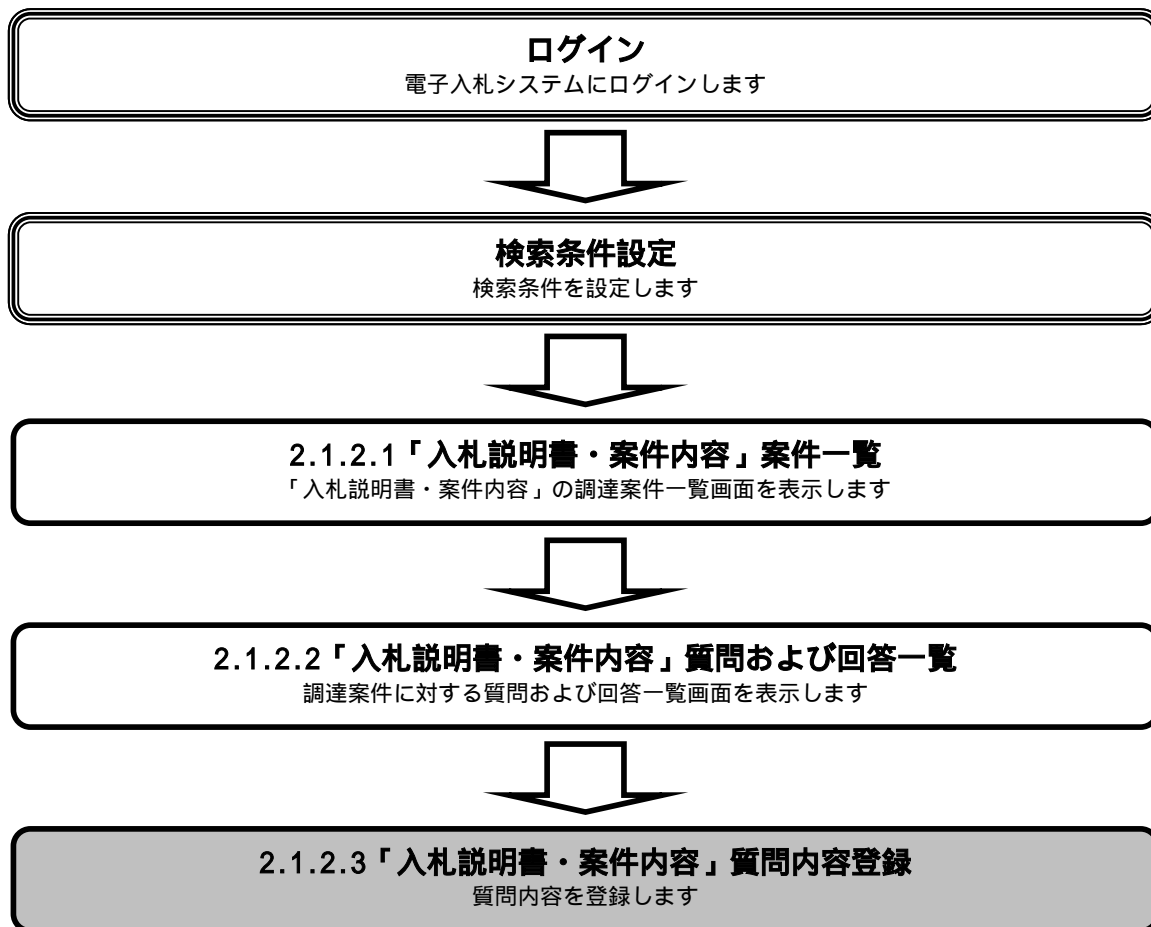 ログイン
電子入札システムにログインします
検索条件設定
検索条件を設定します
2.1.2.1「入札説明書・案件内容」案件一覧
「入札説明書・案件内容」の調達案件一覧画面を表示します
2.1.2.2「入札説明書・案件内容」質問および回答一覧
調達案件に対する質問および回答一覧画面を表示します
2.1.2.3「入札説明書・案件内容」質問内容登録
質問内容を登録します